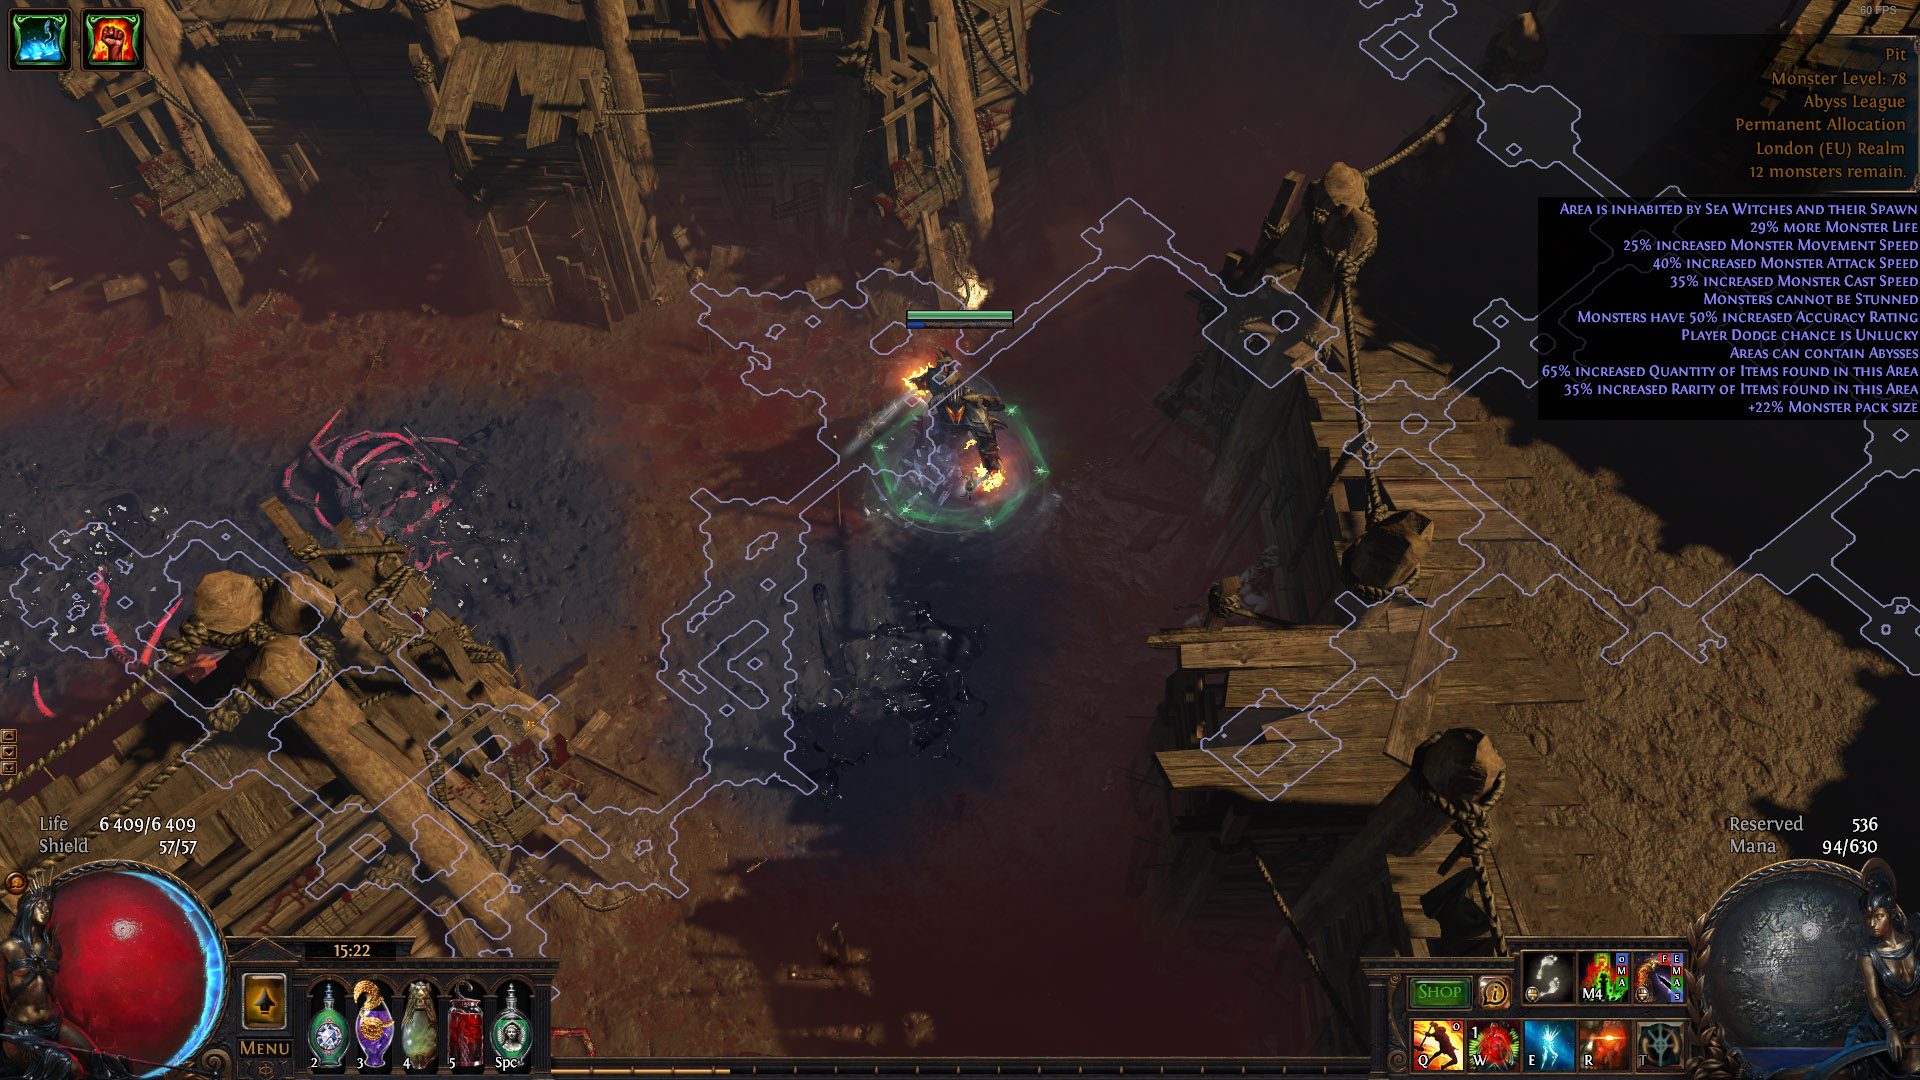 60 FPS
Pit
Monster Level: 78
Abyss League
Permanent Allocation
London (EU) Realm
12 monsters remain.
Area is inhabited by Sea Witches and their Spawn
29% more Monster Life
25% increased Monster Movement Speed
40% increased Monster Attack Speed
35% increased Monster Cast Speed
Monsters cannot be Stunned
Monsters have 50% increased Accuracy Rating
Player Dodge chance is Unlucky
Areas can contain Abysses
65% increased Quantity of Items found in this Area
35% increased Rarity of Items found in this Area
+22% Monster pack size
Life 6 409/6 409
Shield 57/57
Reserved 536
Mana 94/630
15:22
Menu
2 3 4 5 Spc
Shop
M4 O M A
F E M A S
Q O 1 W E R T